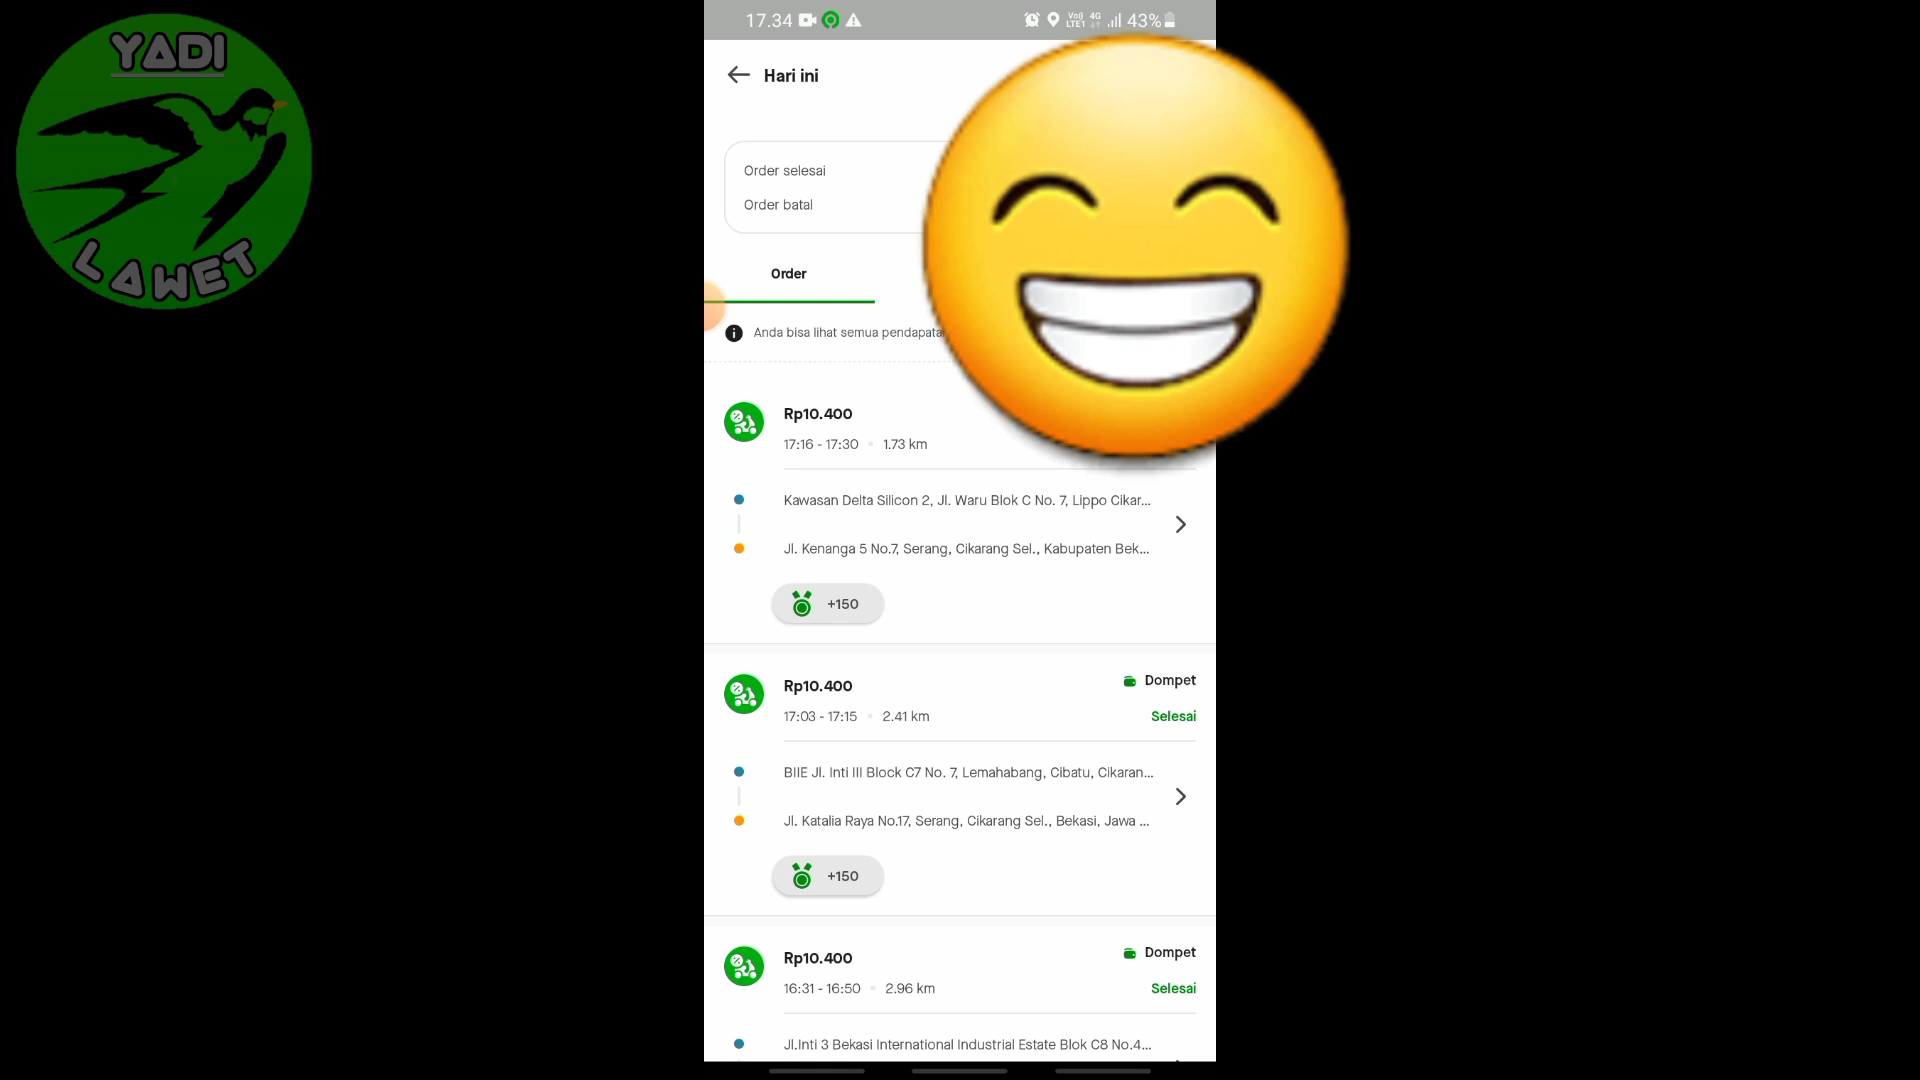 YADI
LAWET
17.34
Vo))
LTE1
4G
43%
Hari ini
Order selesai
Order batal
Order
Anda bisa lihat semua pendapata
Rp10.400
17:16 - 17:30 1.73 km
Kawasan Delta Silicon 2, Jl. Waru Blok C No. 7, Lippo Cikar...
Jl. Kenanga 5 No.7, Serang, Cikarang Sel., Kabupaten Bek...
+150
Rp10.400
Dompet
17:03 - 17:15 2.41 km
Selesai
BIIE Jl. Inti III Block C7 No. 7, Lemahabang, Cibatu, Cikaran...
Jl. Katalia Raya No.17, Serang, Cikarang Sel., Bekasi, Jawa ...
+150
Rp10.400
Dompet
16:31 - 16:50 2.96 km
Selesai
Jl.Inti 3 Bekasi International Industrial Estate Blok C8 No.4...